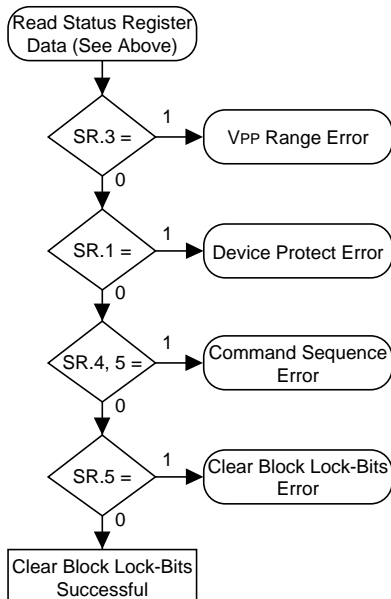 Read Status Register
Data (See Above)
SR.3 =
1
VPP Range Error
0
SR.1 =
1
Device Protect Error
0
SR.4, 5 =
1
Command Sequence
Error
0
SR.5 =
1
Clear Block Lock-Bits
Error
0
Clear Block Lock-Bits
Successful